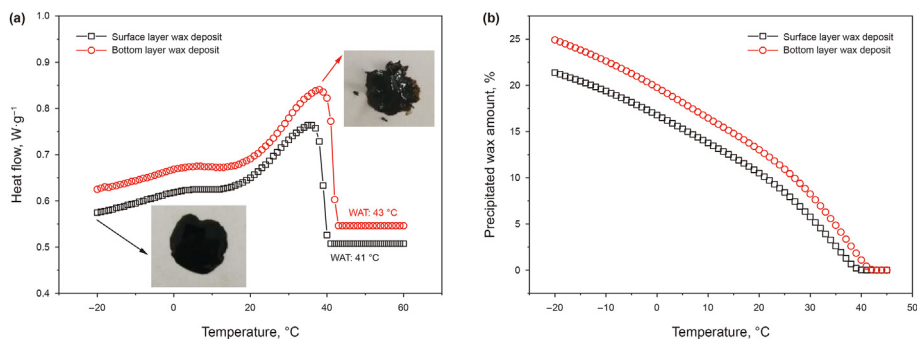 (a)
1.0
0.9
0.8
0.7
0.6
0.5
0.4
Heat flow, W·g⁻¹
Surface layer wax deposit
Bottom layer wax deposit
WAT: 43 °C
WAT: 41 °C
−20
0
20
40
60
Temperature, °C
(b)
25
20
15
10
5
0
Precipitated wax amount, %
Surface layer wax deposit
Bottom layer wax deposit
−20
−10
0
10
20
30
40
50
Temperature, °C